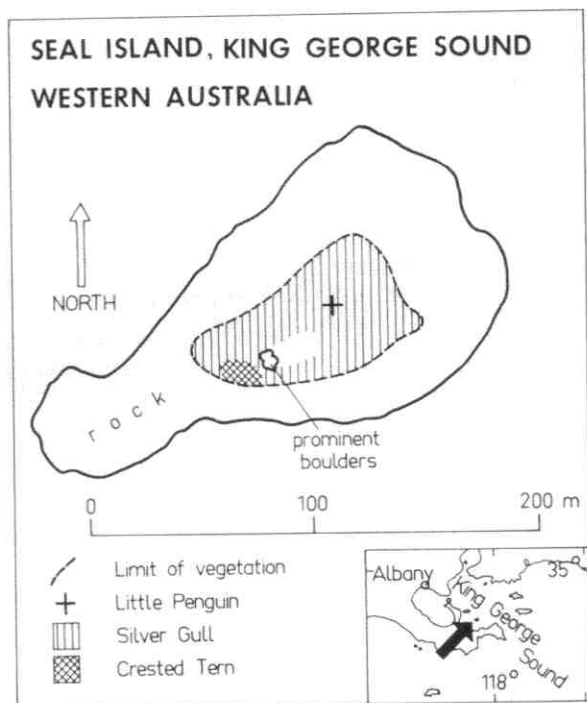 SEAL ISLAND, KING GEORGE SOUND
WESTERN AUSTRALIA
NORTH
rock
prominent
boulders
0 100 200 m
Limit of vegetation
Little Penguin
Silver Gull
Crested Tern
Albany
35°
King George
Sound
118°